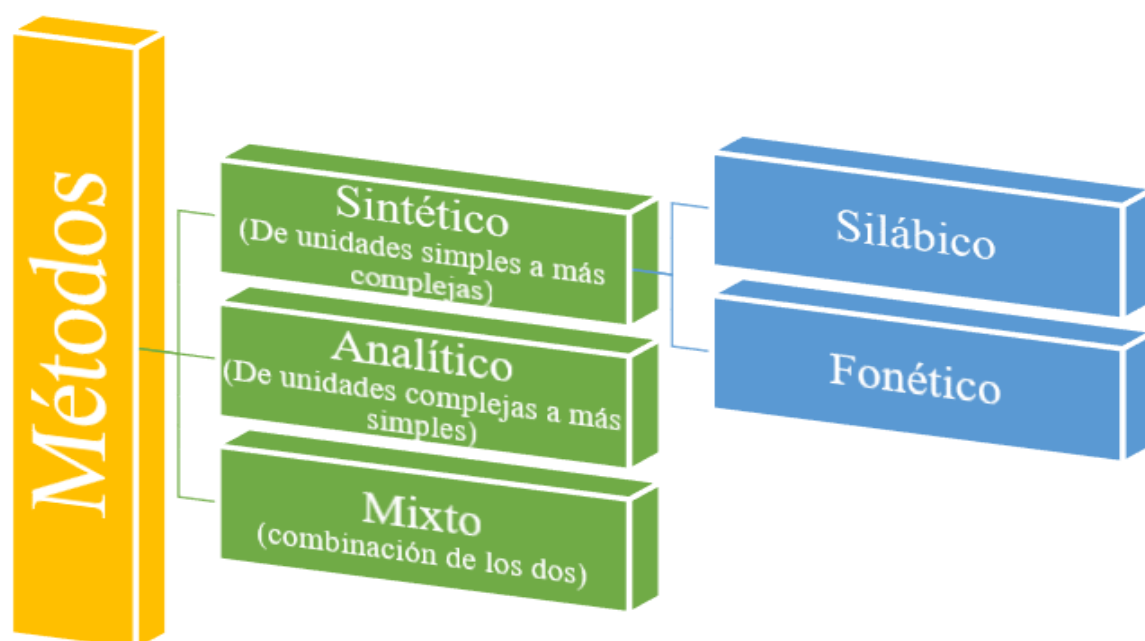 Métodos
Sintético
(De unidades simples a más
complejas)
Analítico
(De unidades complejas a más
simples)
Mixto
(combinación de los dos)
Silábico
Fonético